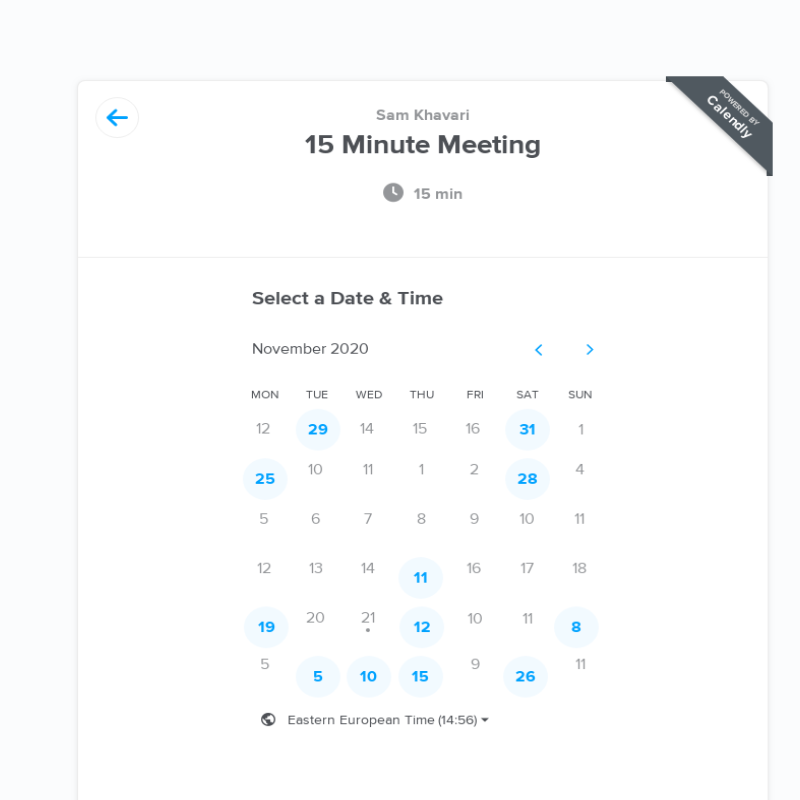 Sam Khavari
POWERED BY
Calendly
15 Minute Meeting
15 min
Select a Date & Time
November 2020
MON TUE WED THU FRI SAT SUN
12 29 14 15 16 31 1
25 10 11 1 2 28 4
5 6 7 8 9 10 11
12 13 14 11 16 17 18
19 20 21 12 10 11 8
5 5 10 15 9 26 11
Eastern European Time (14:56)